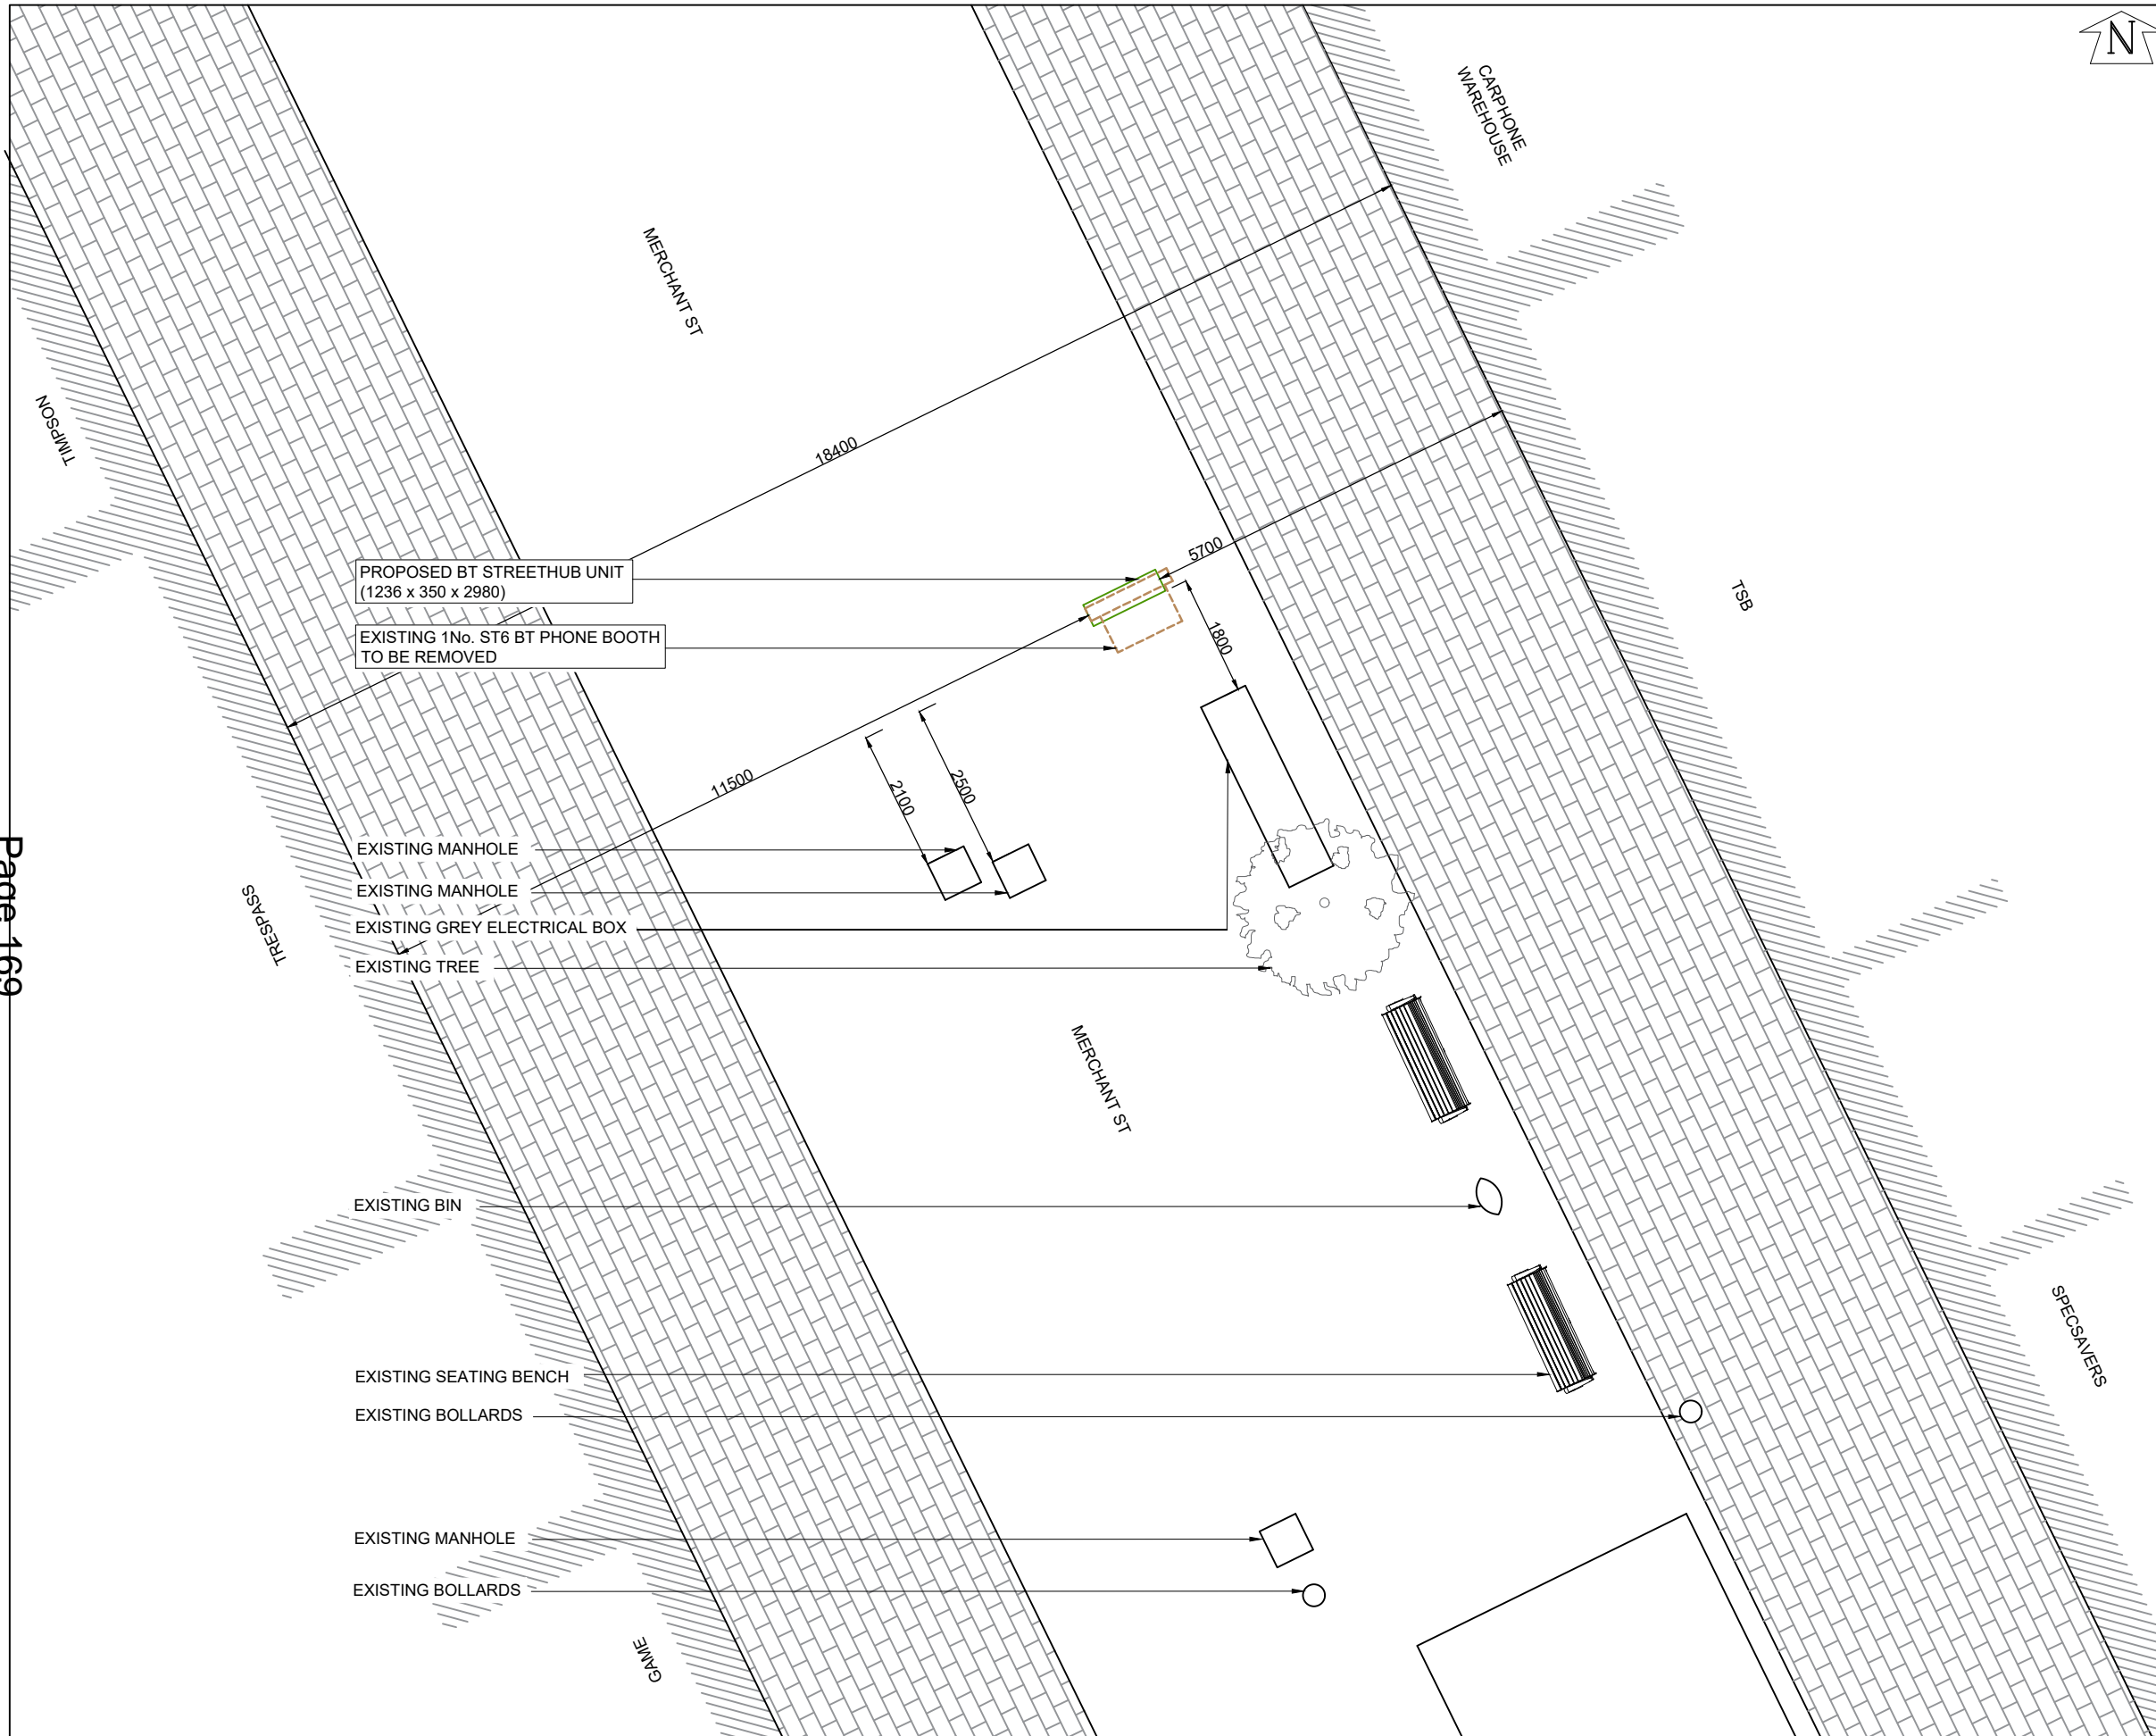 N
CARPHONE
WAREHOUSE
MERCHANT ST
TIMPSON
18400
PROPOSED BT STREETHUB UNIT
(1236 x 350 x 2980)
5700
TSB
EXISTING 1No. ST6 BT PHONE BOOTH
TO BE REMOVED
1800
11500
2100
2500
EXISTING MANHOLE
EXISTING MANHOLE
Page 169
TRESPASS
EXISTING GREY ELECTRICAL BOX
EXISTING TREE
MERCHANT ST
EXISTING BIN
SPECSAVERS
EXISTING SEATING BENCH
EXISTING BOLLARDS
EXISTING MANHOLE
EXISTING BOLLARDS
GAME